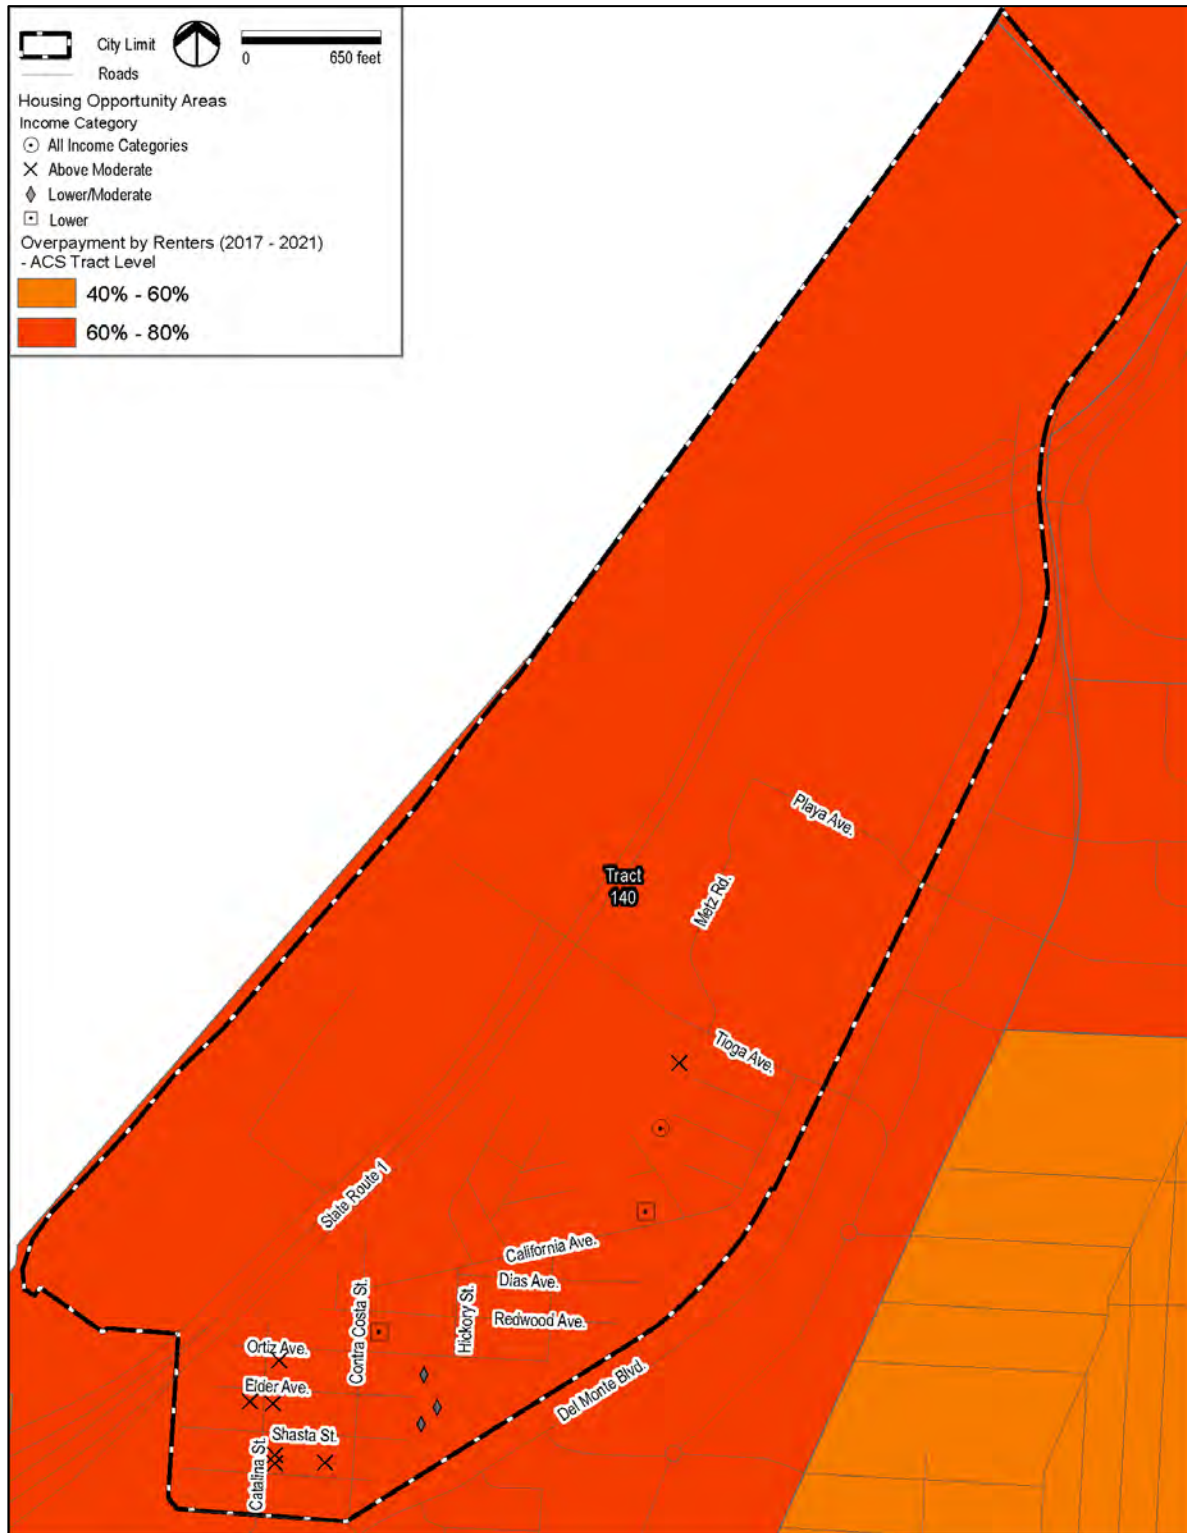 City Limit
0
650 feet
Roads
Housing Opportunity Areas
Income Category
All Income Categories
Above Moderate
Lower/Moderate
Lower
Overpayment by Renters (2017 - 2021)
- ACS Tract Level
40% - 60%
60% - 80%
Playa Ave.
Tract
140
Metz Rd.
Tioga Ave.
State Route 1
California Ave.
Dias Ave.
Contra Costa St.
Hickory St.
Redwood Ave.
Ortiz Ave.
Elder Ave.
Del Monte Blvd.
Shasta St.
Catalina St.